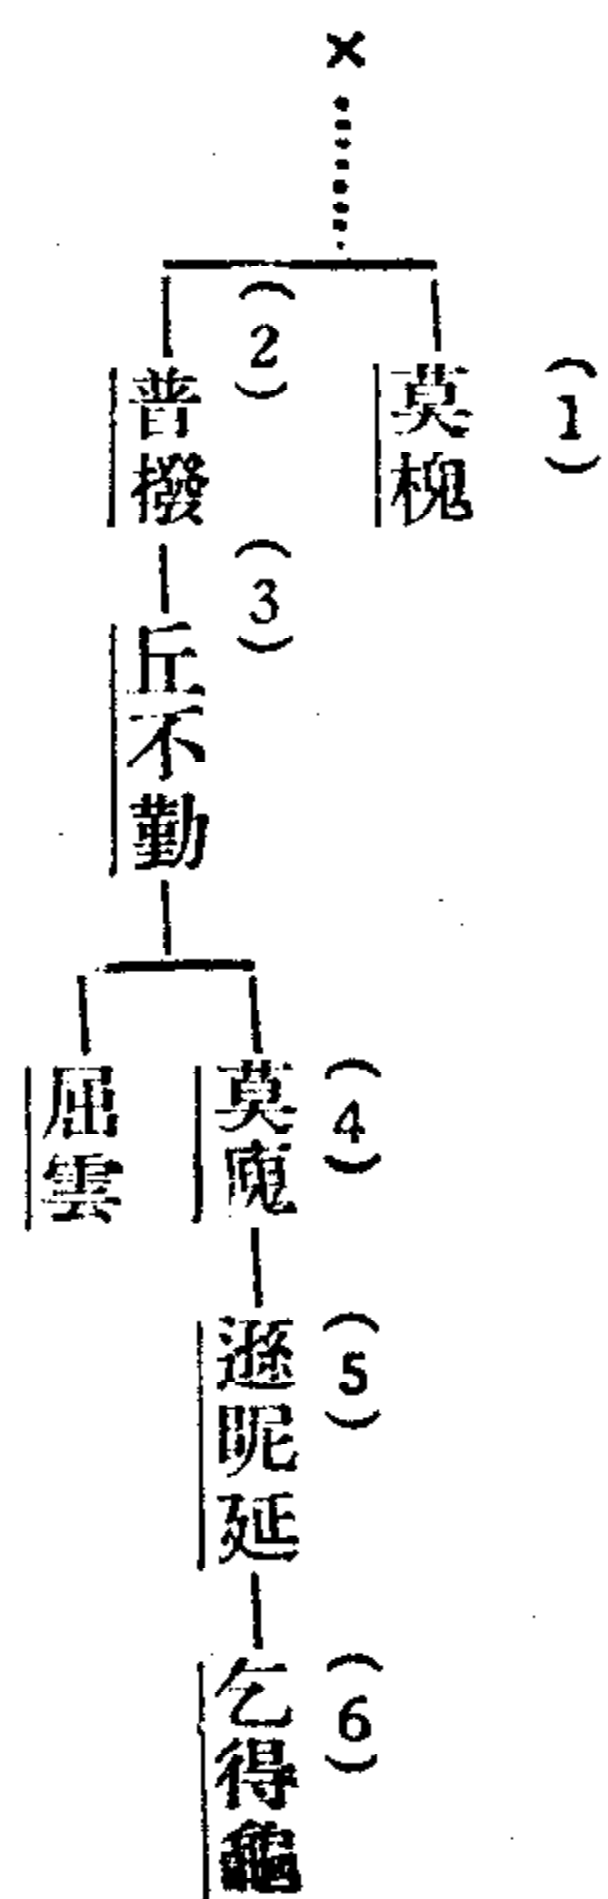 ×
(1)
莫槐
(2)
普撥
(3)
丘不勤
(4)
莫廆
屈雲
(5)
遜昵延
(6)
乞得龜